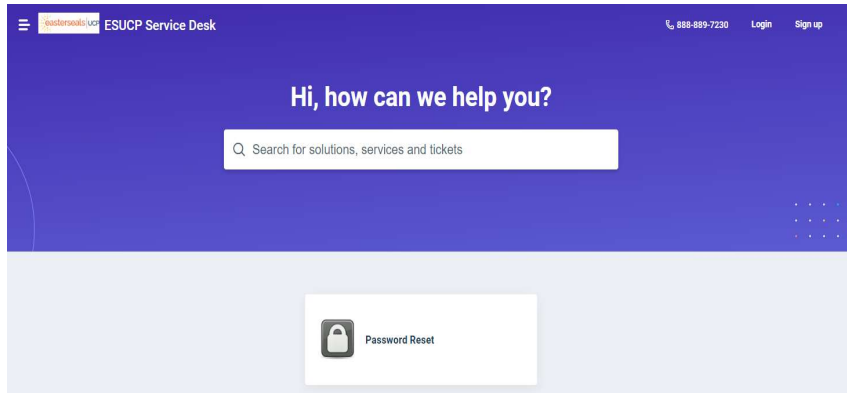 easterseals UCP ESUCP Service Desk
888-889-7230 Login Sign up
Hi, how can we help you?
Search for solutions, services and tickets
Password Reset